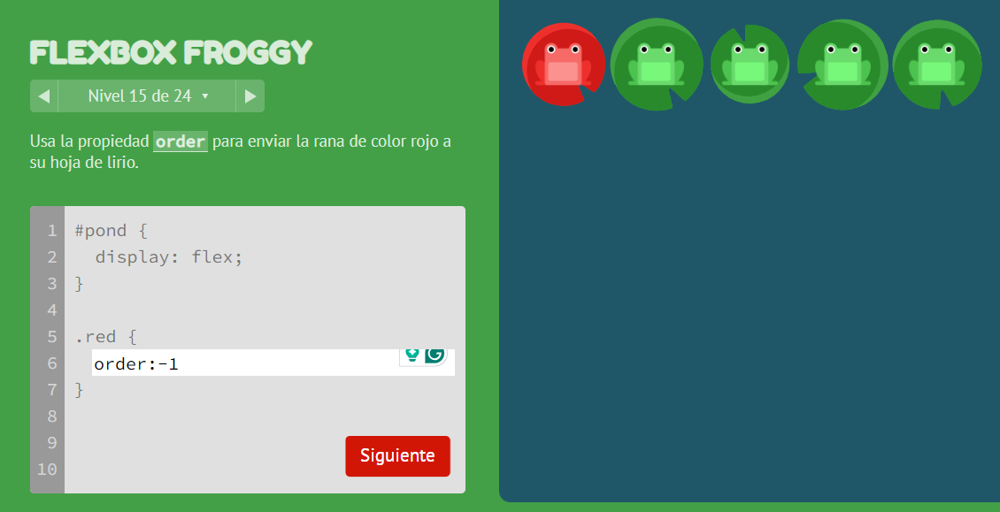 FLEXBOX FROGGY
◀ Nivel 15 de 24 ▾ ▶
Usa la propiedad order para enviar la rana de color rojo a
su hoja de lirio.
1 #pond {
2   display: flex;
3 }
4
5 .red {
6   order:-1
7 }
8
9
10
Siguiente